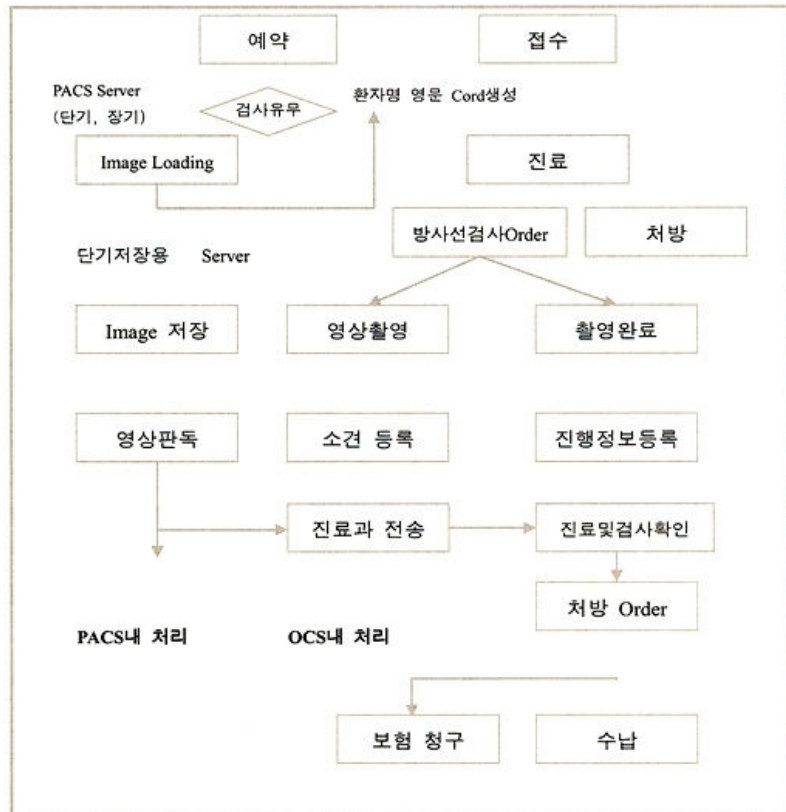 예약
접수
PACS Server
(단기, 장기)
검사유무
환자명 영문 Cord생성
Image Loading
진료
방사선검사Order
처방
단기저장용 Server
Image 저장
영상촬영
촬영완료
영상판독
소견 등록
진행정보등록
진료과 전송
진료및검사확인
처방 Order
PACS내 처리
OCS내 처리
보험 청구
수납